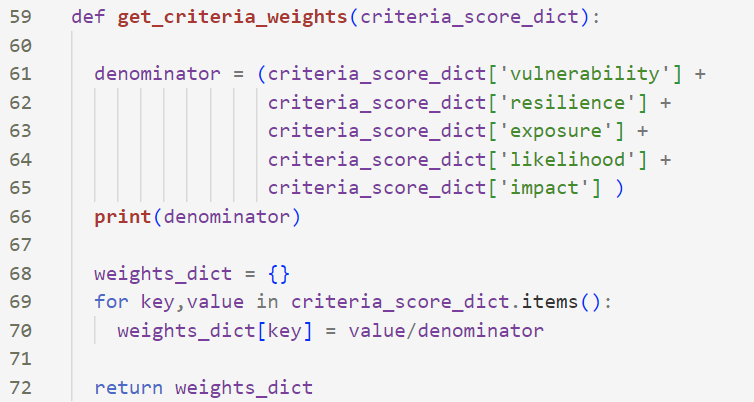 59 def get_criteria_weights(criteria_score_dict):
60
61 denominator = (criteria_score_dict['vulnerability'] +
62 criteria_score_dict['resilience'] +
63 criteria_score_dict['exposure'] +
64 criteria_score_dict['likelihood'] +
65 criteria_score_dict['impact'] )
66 print(denominator)
67
68 weights_dict = {}
69 for key,value in criteria_score_dict.items():
70 weights_dict[key] = value/denominator
71
72 return weights_dict